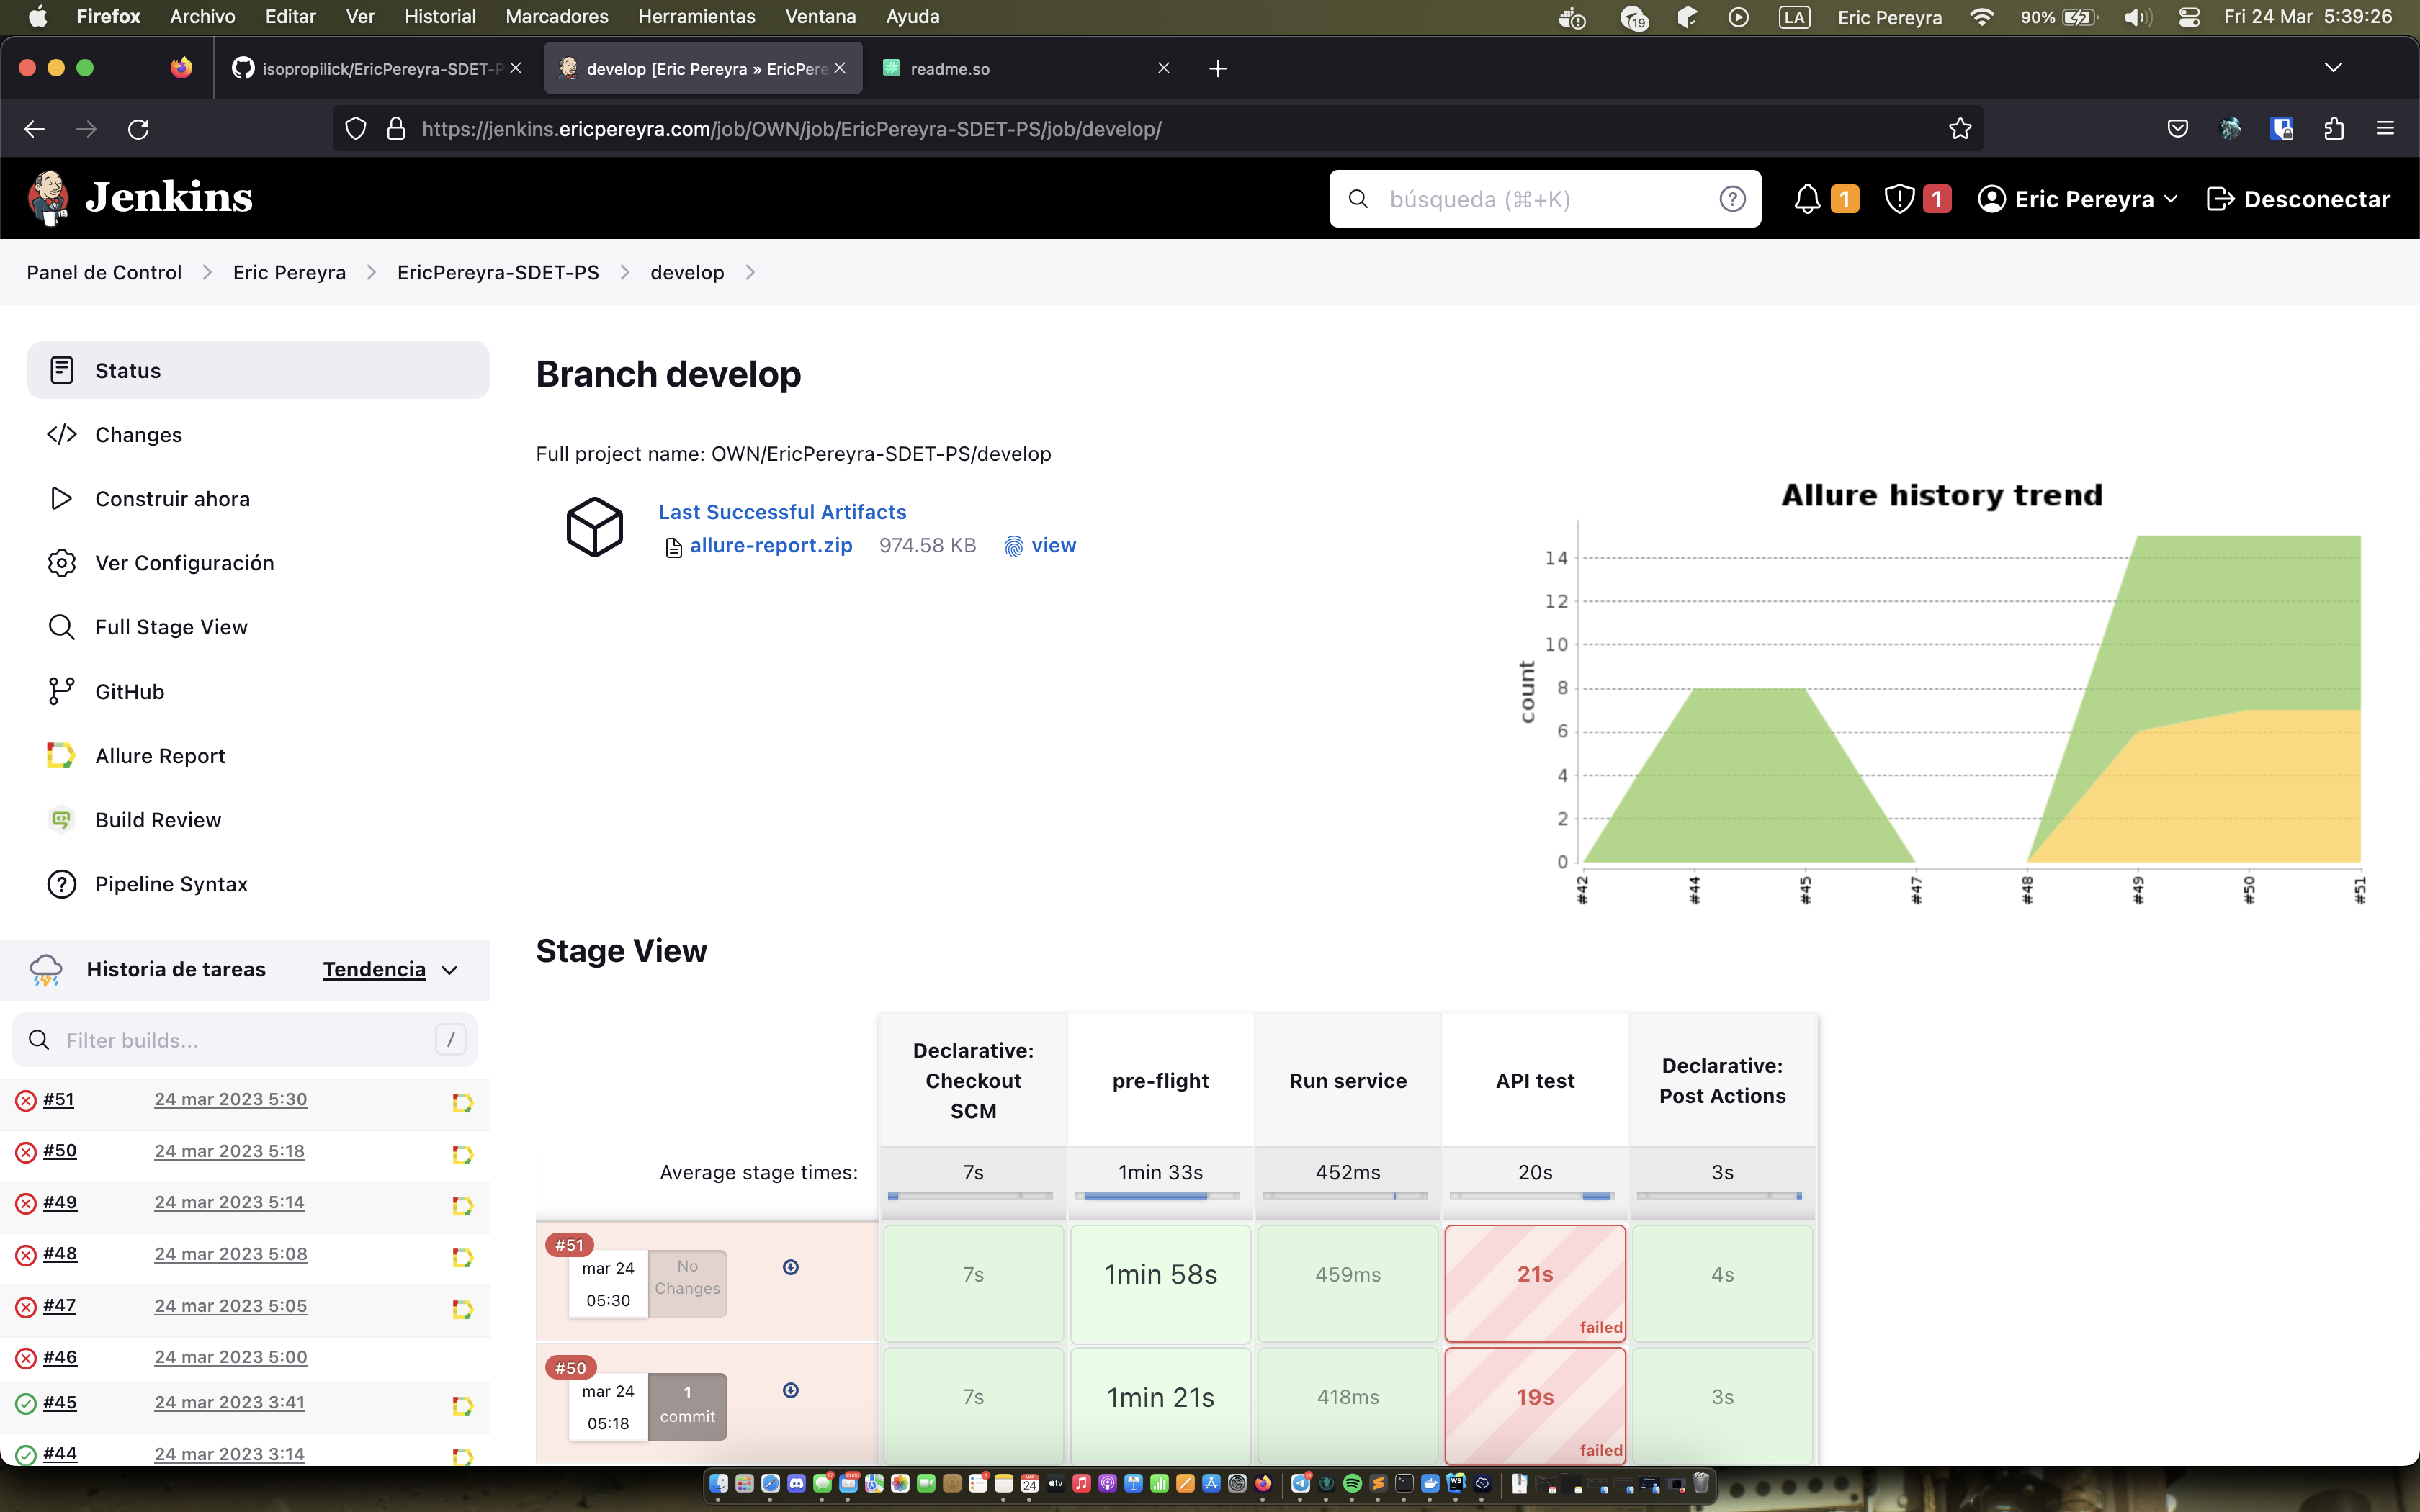 Firefox Archivo Editar Ver Historial Marcadores Herramientas Ventana Ayuda
19 LA Eric Pereyra 90% Fri 24 Mar 5:39:26
isopropilick/EricPereyra-SDET-P
develop [Eric Pereyra » EricPere
readme.so
https://jenkins.ericpereyra.com/job/OWN/job/EricPereyra-SDET-PS/job/develop/
Jenkins
búsqueda (⌘+K)
1 1 Eric Pereyra Desconectar
Panel de Control Eric Pereyra EricPereyra-SDET-PS develop
Status
Changes
Construir ahora
Ver Configuración
Full Stage View
GitHub
Allure Report
Build Review
Pipeline Syntax
Historia de tareas Tendencia
Filter builds... /
#51 24 mar 2023 5:30
#50 24 mar 2023 5:18
#49 24 mar 2023 5:14
#48 24 mar 2023 5:08
#47 24 mar 2023 5:05
#46 24 mar 2023 5:00
#45 24 mar 2023 3:41
#44 24 mar 2023 3:14
Branch develop
Full project name: OWN/EricPereyra-SDET-PS/develop
Last Successful Artifacts
allure-report.zip 974.58 KB view
Allure history trend
count
14
12
10
8
6
4
2
0
#42 #44 #45 #47 #48 #49 #50 #51
Stage View
Declarative: Checkout SCM
pre-flight
Run service
API test
Declarative: Post Actions
Average stage times: 7s 1min 33s 452ms 20s 3s
#51
mar 24
05:30
No Changes
7s 1min 58s 459ms 21s 4s
failed
#50
mar 24
05:18
1 commit
7s 1min 21s 418ms 19s 3s
failed
24
tv
WS